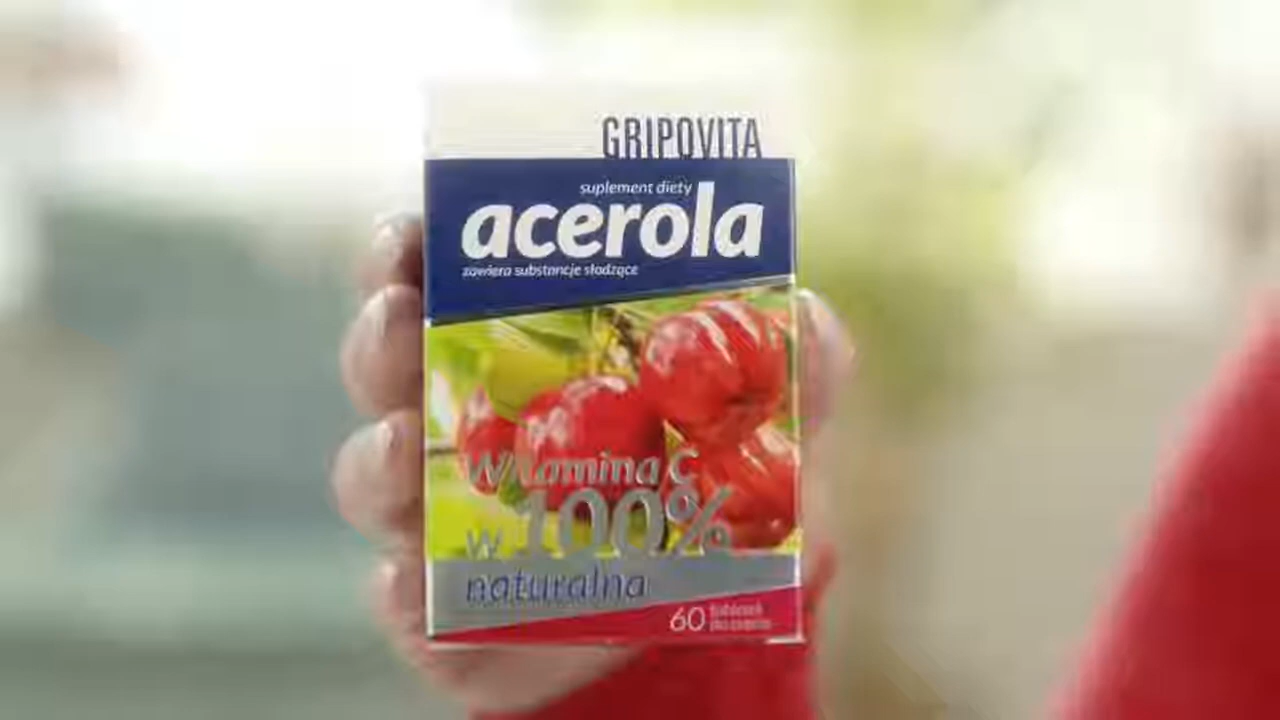 GRIPOVITA
suplement diety
acerola
zawiera substancje słodzące
Witamina C
w 100%
naturalna
60